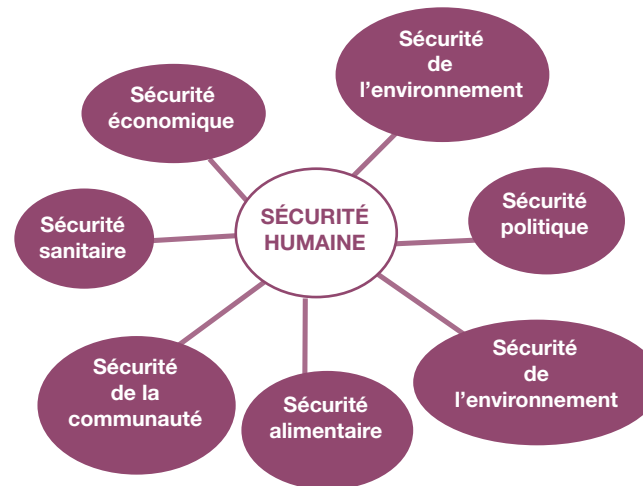 Sécurité
de
l'environnement
Sécurité
économique
SÉCURITÉ
HUMAINE
Sécurité
politique
Sécurité
sanitaire
Sécurité
de la
communauté
Sécurité
alimentaire
Sécurité
de
l'environnement